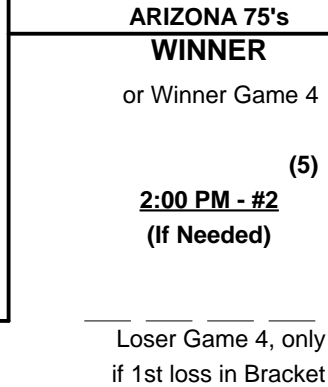 ARIZONA 75's
WINNER
or Winner Game 4
(5)
2:00 PM - #2
(If Needed)
Loser Game 4, only
if 1st loss in Bracket